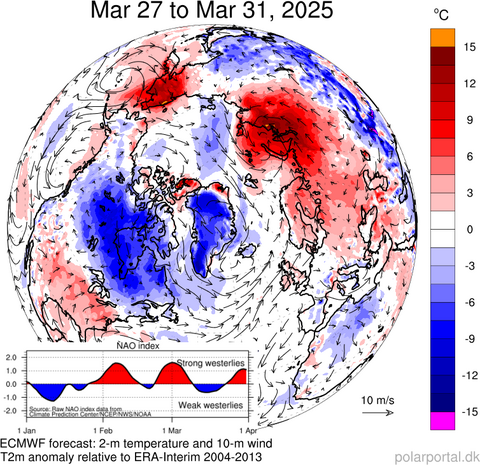 Mar 27 to Mar 31, 2025
°C
15
12
9
6
3
0
-3
-6
-9
-12
-15
10 m/s
NAO index
2.0
1.0
0.0
-1.0
-2.0
Strong westerlies
Weak westerlies
Source: Raw NAO index data from
Climate Prediction Center/NCEP/NWS/NOAA
1 Jan
1 Feb
1 Mar
1 Apr
ECMWF forecast: 2-m temperature and 10-m wind
T2m anomaly relative to ERA-Interim 2004-2013
polarportal.dk